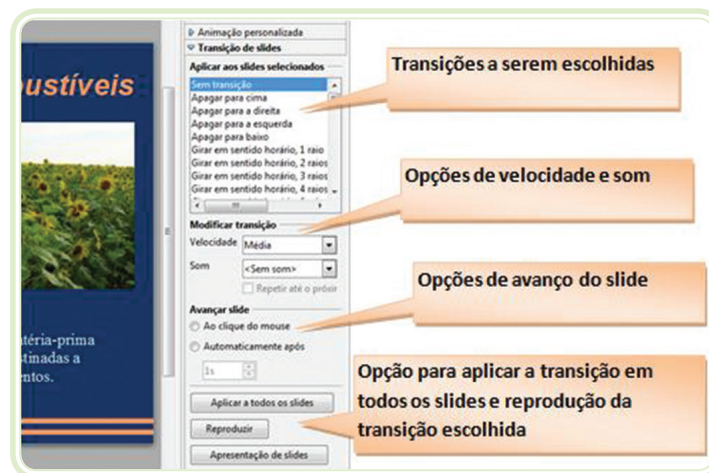 ustíveis
téria-prima
tinadas a
ntos.
Animação personalizada
Transição de slides
Aplicar aos slides selecionados
Sem transição
Apagar para cima
Apagar para a direita
Apagar para a esquerda
Apagar para baixo
Girar em sentido horário, 1 raio
Girar em sentido horário, 2 raios
Girar em sentido horário, 3 raios
Girar em sentido horário, 4 raios
Modificar transição
Velocidade Média
Som <Sem som>
Repetir até o próxir
Avançar slide
Ao clique do mouse
Automaticamente após
1s
Aplicar a todos os slides
Reproduzir
Apresentação de slides
Transições a serem escolhidas
Opções de velocidade e som
Opções de avanço do slide
Opção para aplicar a transição em
todos os slides e reprodução da
transição escolhida